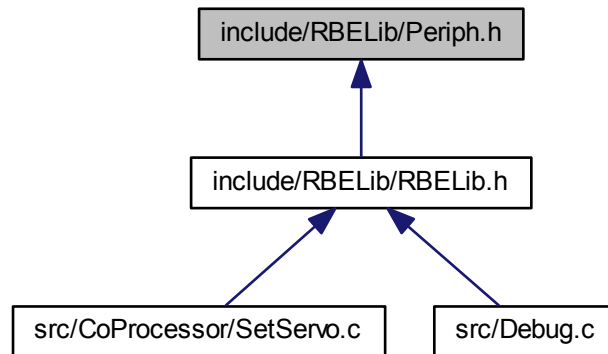 include/RBELib/Periph.h
include/RBELib/RBELib.h
src/CoProcessor/SetServo.c
src/Debug.c